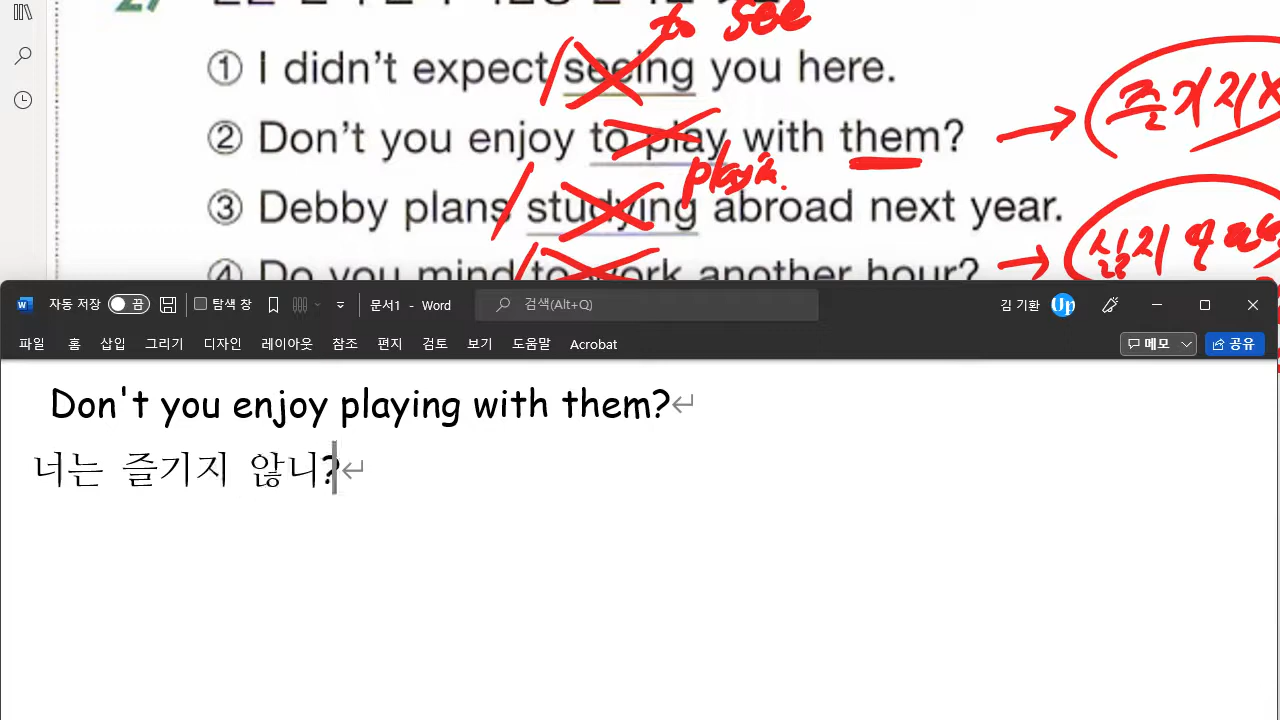 to see
① I didn't expect seeing you here.
② Don't you enjoy to play with them?
→ 즐기지
playin.
③ Debby plans studying abroad next year.
④ Do you mind to work another hour?
→ 싫지
자동 저장 끔 탐색 창 문서1 - Word 검색(Alt+Q) 김 기환 Up
파일 홈 삽입 그리기 디자인 레이아웃 참조 편지 검토 보기 도움말 Acrobat 메모 공유
Don't you enjoy playing with them?
너는 즐기지 않니?